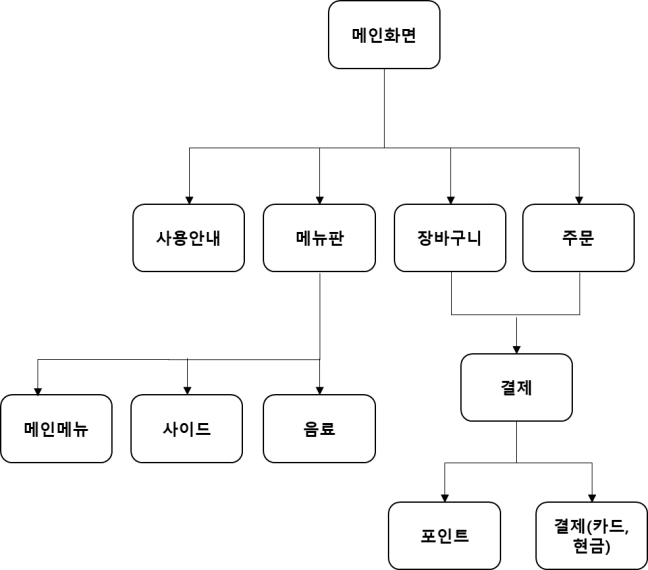 메인화면
사용안내
메뉴판
장바구니
주문
결제
메인메뉴
사이드
음료
포인트
결제(카드,
현금)